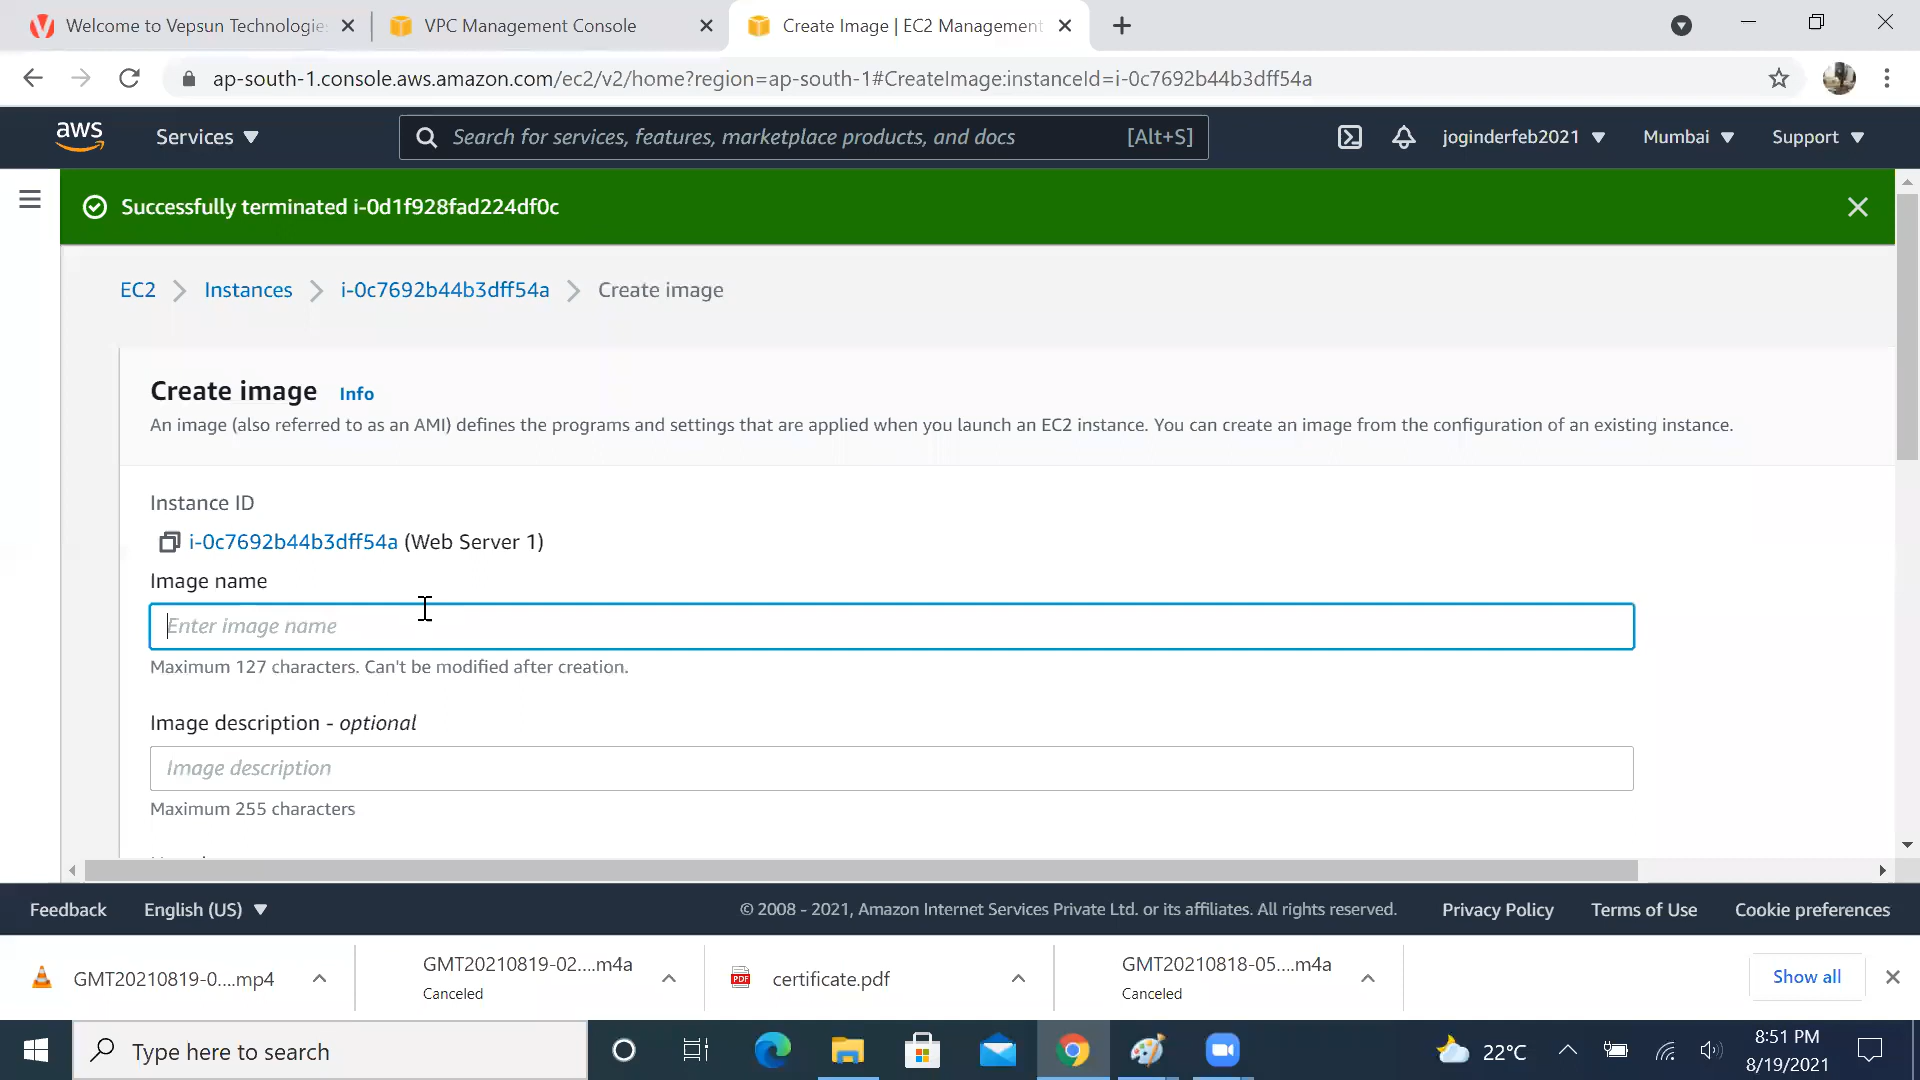 Welcome to Vepsun Technologie
VPC Management Console
Create Image | EC2 Management
ap-south-1.console.aws.amazon.com/ec2/v2/home?region=ap-south-1#CreateImage:instanceId=i-0c7692b44b3dff54a
aws
Services
Search for services, features, marketplace products, and docs
[Alt+S]
joginderfeb2021
Mumbai
Support
Successfully terminated i-0d1f928fad224df0c
EC2
Instances
i-0c7692b44b3dff54a
Create image
Create image
Info
An image (also referred to as an AMI) defines the programs and settings that are applied when you launch an EC2 instance. You can create an image from the configuration of an existing instance.
Instance ID
i-0c7692b44b3dff54a (Web Server 1)
Image name
Enter image name
Maximum 127 characters. Can't be modified after creation.
Image description - optional
Image description
Maximum 255 characters
Feedback
English (US)
© 2008 - 2021, Amazon Internet Services Private Ltd. or its affiliates. All rights reserved.
Privacy Policy
Terms of Use
Cookie preferences
GMT20210819-0....mp4
GMT20210819-02....m4a
Canceled
PDF
certificate.pdf
GMT20210818-05....m4a
Canceled
Show all
Type here to search
22°C
8:51 PM
8/19/2021